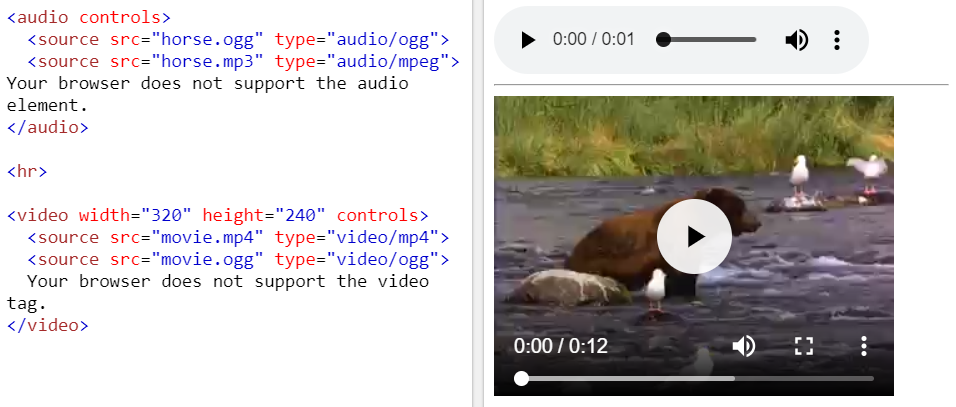 <audio controls>
  <source src="horse.ogg" type="audio/ogg">
  <source src="horse.mp3" type="audio/mpeg">
Your browser does not support the audio
element.
</audio>
<hr>
<video width="320" height="240" controls>
  <source src="movie.mp4" type="video/mp4">
  <source src="movie.ogg" type="video/ogg">
  Your browser does not support the video
tag.
</video>
0:00 / 0:01
0:00 / 0:12